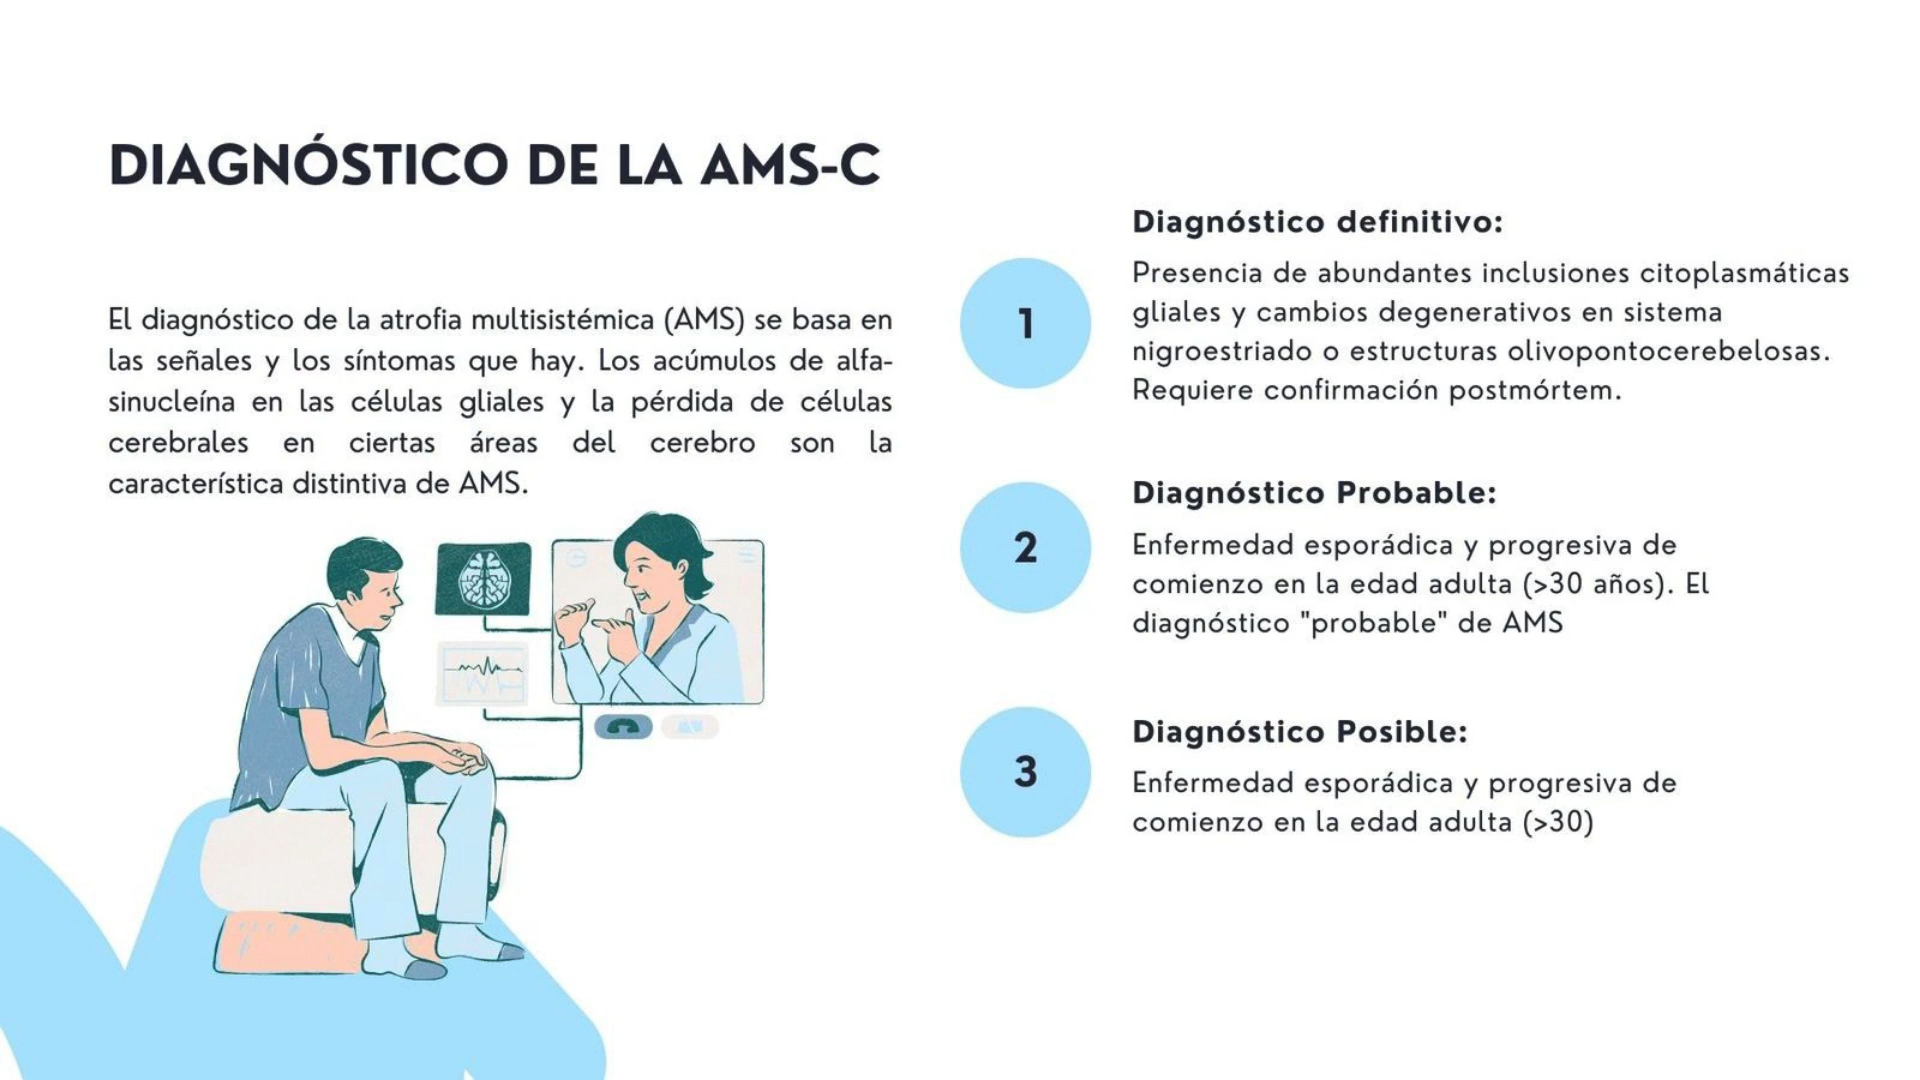 DIAGNÓSTICO DE LA AMS-C
El diagnóstico de la atrofia multisistémica (AMS) se basa en
las señales y los síntomas que hay. Los acúmulos de alfa-
sinucleína en las células gliales y la pérdida de células
cerebrales en ciertas áreas del cerebro son la
característica distintiva de AMS.
1
Diagnóstico definitivo:
Presencia de abundantes inclusiones citoplasmáticas
gliales y cambios degenerativos en sistema
nigroestriado o estructuras olivopontocerebelosas.
Requiere confirmación postmórtem.
2
Diagnóstico Probable:
Enfermedad esporádica y progresiva de
comienzo en la edad adulta (>30 años). El
diagnóstico "probable" de AMS
3
Diagnóstico Posible:
Enfermedad esporádica y progresiva de
comienzo en la edad adulta (>30)